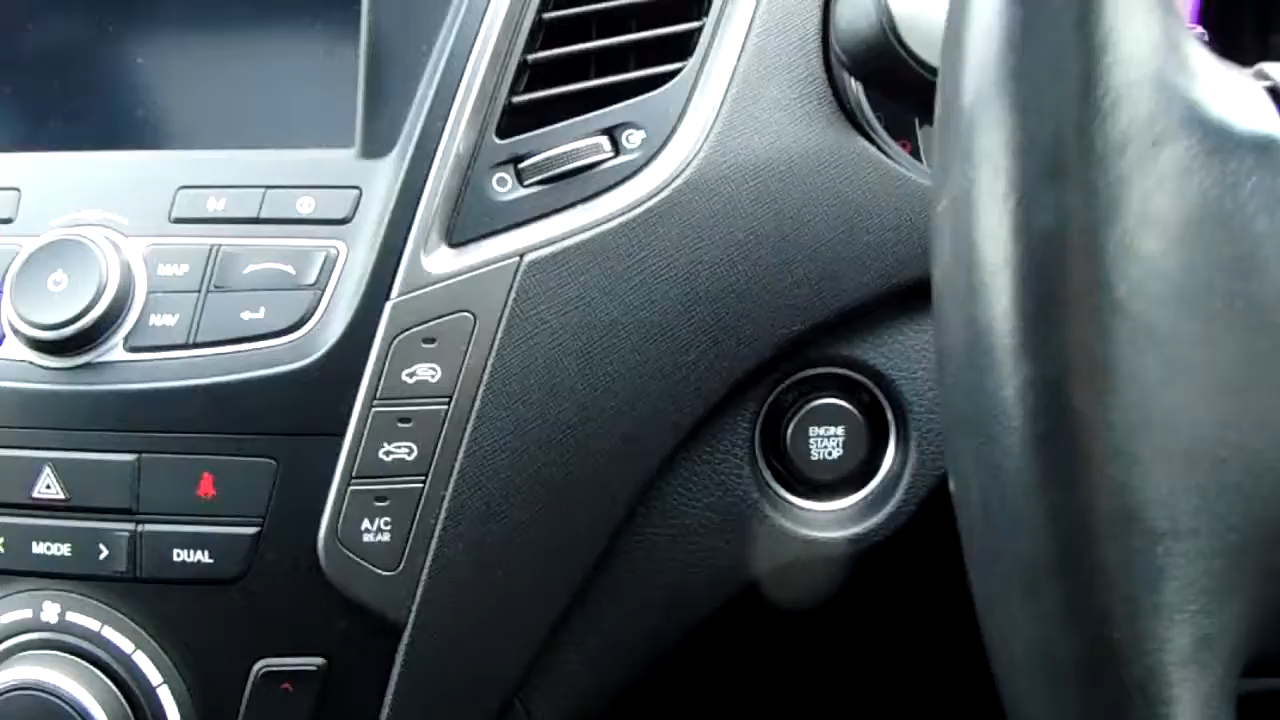 MAP
NAV
ENGINE
START
STOP
A/C
REAR
MODE
DUAL